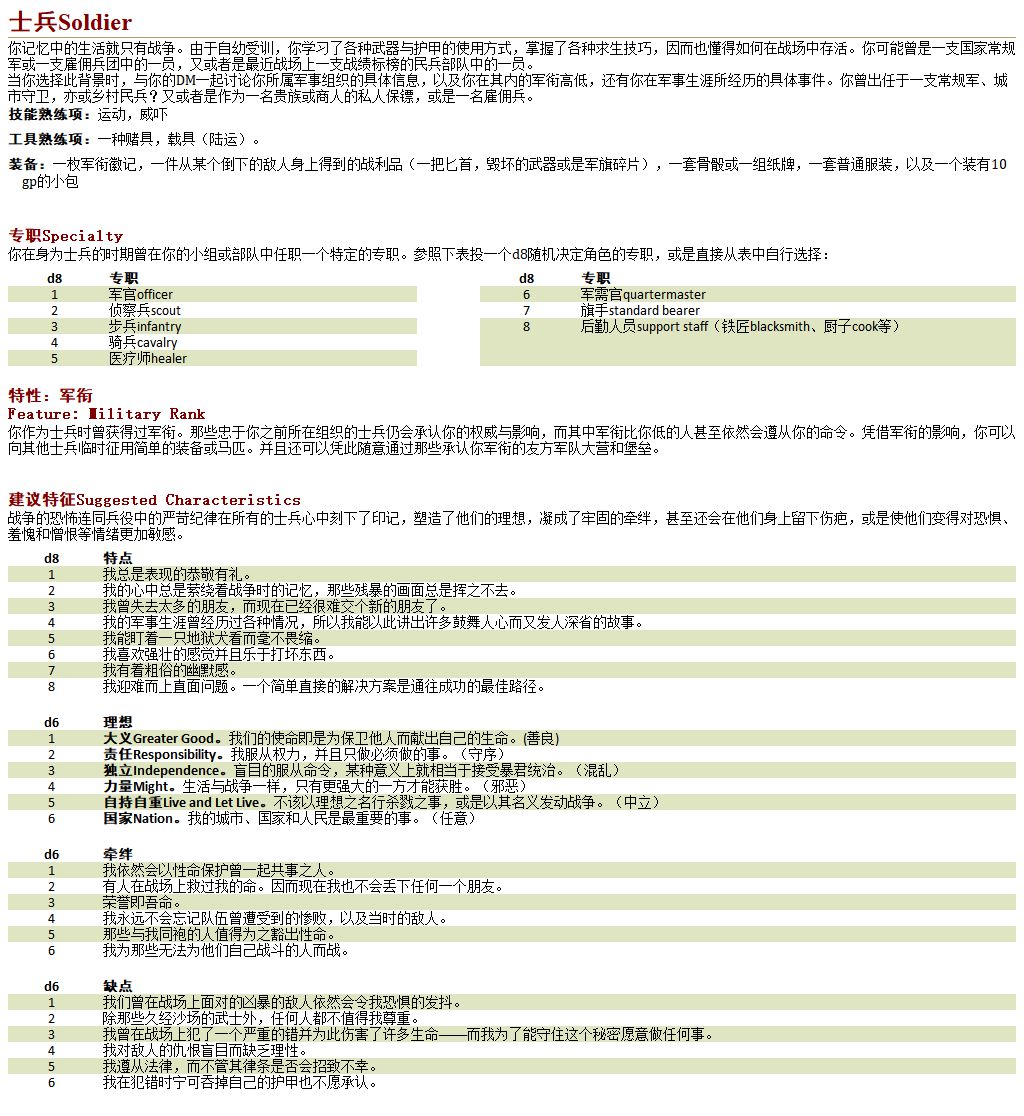 士兵Soldier
你记忆中的生活就只有战争。由于自幼受训，你学习了各种武器与护甲的使用方式，掌握了各种求生技巧，因而也懂得如何在战场中存活。你可能曾是一支国家常规
军或一支雇佣兵团中的一员，又或者是最近战场上一支战绩标榜的民兵部队中的一员。
当你选择此背景时，与你的DM一起讨论你所属军事组织的具体信息，以及你在其内的军衔高低，还有你在军事生涯所经历的具体事件。你曾出任于一支常规军、城
市守卫，亦或乡村民兵？又或者是作为一名贵族或商人的私人保镖，或是一名雇佣兵。
技能熟练项：运动，威吓
工具熟练项：一种赌具，载具（陆运）。
装备：一枚军衔徽记，一件从某个倒下的敌人身上得到的战利品（一把匕首，毁坏的武器或是军旗碎片），一套骨骰或一组纸牌，一套普通服装，以及一个装有10
gp的小包
专职Specialty
你在身为士兵的时期曾在你的小组或部队中任职一个特定的专职。参照下表投一个d8随机决定角色的专职，或是直接从表中自行选择：
d8 专职
1 军官officer
2 侦察兵scout
3 步兵infantry
4 骑兵cavalry
5 医疗师healer
d8 专职
6 军需官quartermaster
7 旗手standard bearer
8 后勤人员support staff（铁匠blacksmith、厨子cook等）
特性：军衔
Feature: Military Rank
你作为士兵时曾获得过军衔。那些忠于你之前所在组织的士兵仍会承认你的权威与影响，而其中军衔比你低的人甚至依然会遵从你的命令。凭借军衔的影响，你可以
向其他士兵临时征用简单的装备或马匹。并且还可以凭此随意通过那些承认你军衔的友方军队大营和堡垒。
建议特征Suggested Characteristics
战争的恐怖连同兵役中的严苛纪律在所有的士兵心中刻下了印记，塑造了他们的理想，凝成了牢固的牵绊，甚至还会在他们身上留下伤疤，或是使他们变得对恐惧、
羞愧和憎恨等情绪更加敏感。
d8 特点
1 我总是表现的恭敬有礼。
2 我的心中总是萦绕着战争时的记忆，那些残暴的画面总是挥之不去。
3 我曾失去太多的朋友，而现在已经很难交个新的朋友了。
4 我的军事生涯曾经历过各种情况，所以我能以此讲出许多鼓舞人心而又发人深省的故事。
5 我能盯着一只地狱犬看而毫不畏缩。
6 我喜欢强壮的感觉并且乐于打坏东西。
7 我有着粗俗的幽默感。
8 我迎难而上直面问题。一个简单直接的解决方案是通往成功的最佳路径。
d6 理想
1 大义Greater Good。我们的使命即是为保卫他人而献出自己的生命。(善良)
2 责任Responsibility。我服从权力，并且只做必须做的事。（守序）
3 独立Independence。盲目的服从命令，某种意义上就相当于接受暴君统治。（混乱）
4 力量Might。生活与战争一样，只有更强大的一方才能获胜。（邪恶）
5 自持自重Live and Let Live。不该以理想之名行杀戮之事，或是以其名义发动战争。（中立）
6 国家Nation。我的城市、国家和人民是最重要的事。（任意）
d6 牵绊
1 我依然会以性命保护曾一起共事之人。
2 有人在战场上救过我的命。因而现在我也不会丢下任何一个朋友。
3 荣誉即吾命。
4 我永远不会忘记队伍曾遭受到的惨败，以及当时的敌人。
5 那些与我同袍的人值得为之豁出性命。
6 我为那些无法为他们自己战斗的人而战。
d6 缺点
1 我们曾在战场上面对的凶暴的敌人依然会令我恐惧的发抖。
2 除那些久经沙场的武士外，任何人都不值得我尊重。
3 我曾在战场上犯了一个严重的错并为此伤害了许多生命——而我为了能守住这个秘密愿意做任何事。
4 我对敌人的仇恨盲目而缺乏理性。
5 我遵从法律，而不管其律条是否会招致不幸。
6 我在犯错时宁可吞掉自己的护甲也不愿承认。